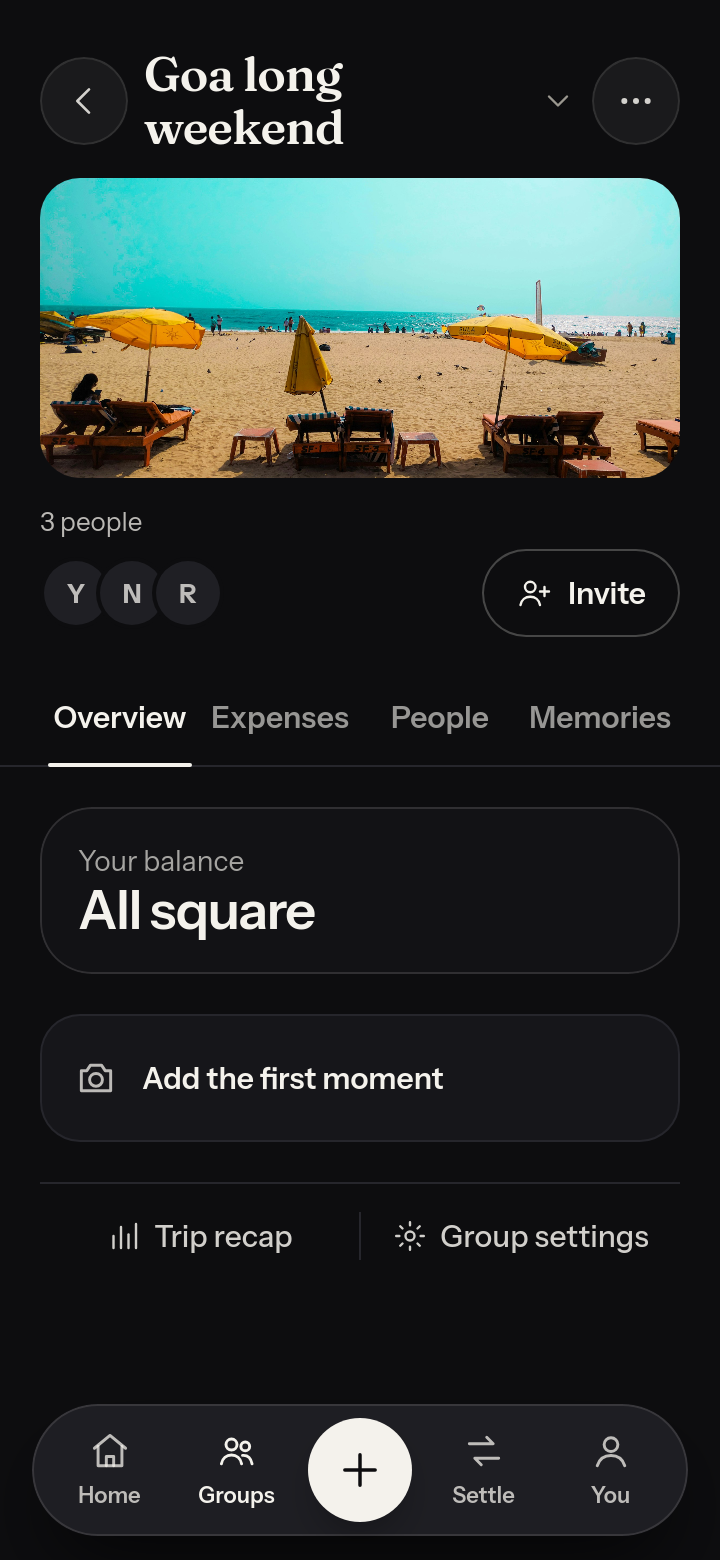 Goa long
weekend
3 people
Y N R
Invite
Overview Expenses People Memories
Your balance
All square
Add the first moment
Trip recap Group settings
Home Groups Settle You